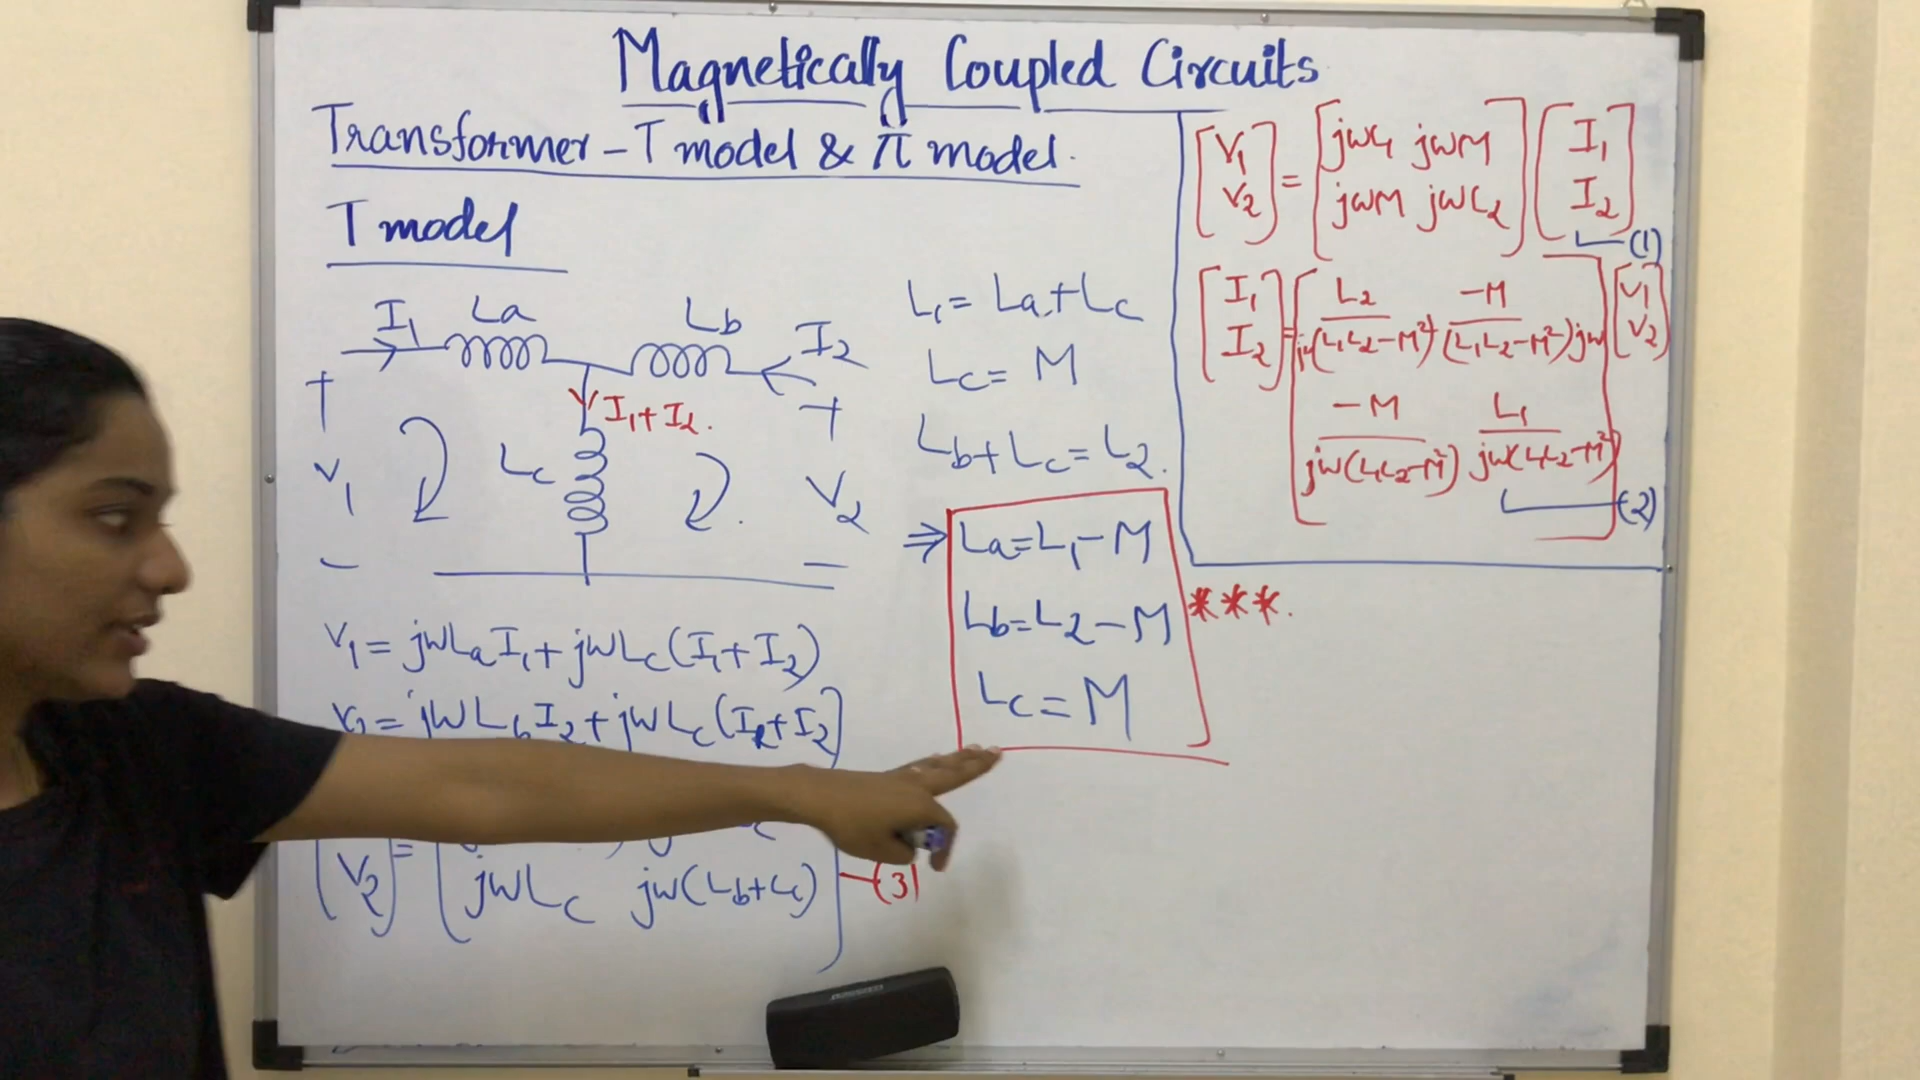 Magnetically Coupled Circuits
Transformer - T model & π model.
T model
I₁ La Lb I₂
+ I₁+I₂. +
V₁ Lc V₂
- -
V₁ = jωLaI₁ + jωLc(I₁+I₂)
V₂ = jωLbI₂ + jωLc(I₁+I₂)
V₂ = jωLc jω(Lb+Lc) (3)
L₁ = La+Lc
Lc = M
Lb+Lc = L₂.
⇒ La = L₁-M
Lb = L₂-M ***.
Lc = M
[V₁ V₂] = [jωL₁ jωM
jωM jωL₂] [I₁ I₂] (1)
[I₁ I₂] = [L₂/jω(L₁L₂-M²) -M/(L₁L₂-M²)jω
-M/jω(L₁L₂-M²) L₁/jω(L₁L₂-M²)] [V₁ V₂] (2)